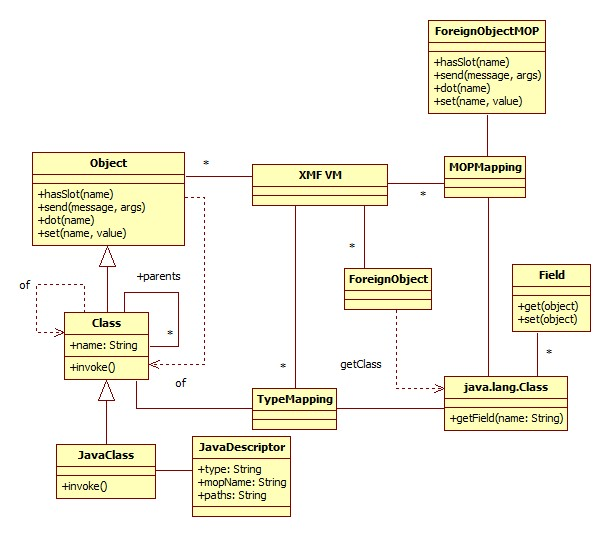 ForeignObjectMOP
+hasSlot(name)
+send(message, args)
+dot(name)
+set(name, value)
Object
+hasSlot(name)
+send(message, args)
+dot(name)
+set(name, value)
*
XMF VM
*
MOPMapping
+parents
of
*
ForeignObject
Field
+get(object)
+set(object)
Class
+name: String
+invoke()
*
of
*
getClass
*
TypeMapping
java.lang.Class
+getField(name: String)
JavaClass
+invoke()
JavaDescriptor
+type: String
+mopName: String
+paths: String